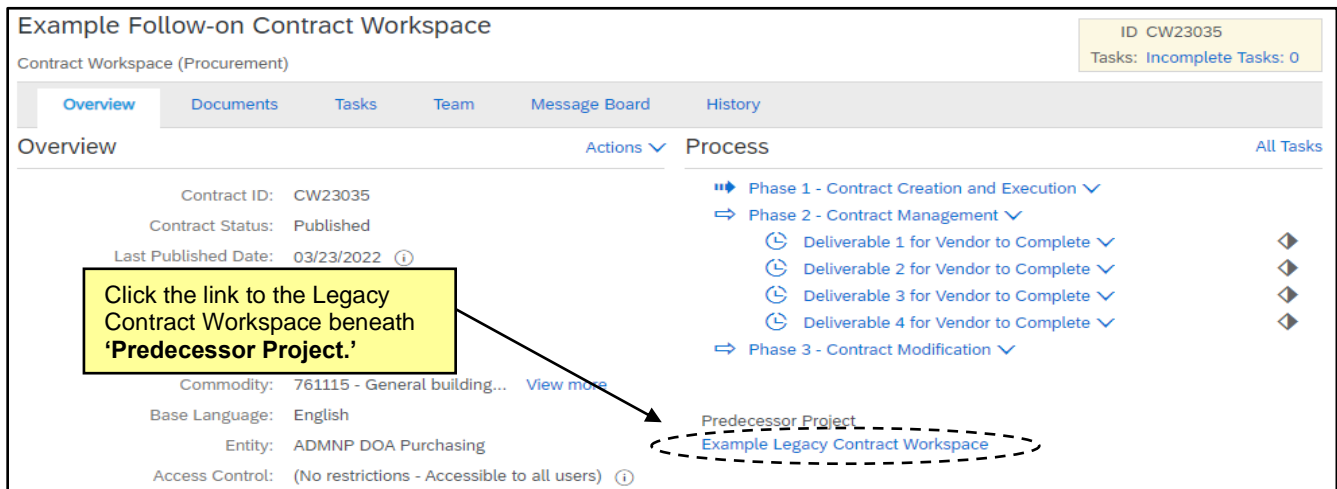 Example Follow-on Contract Workspace
ID CW23035
Contract Workspace (Procurement)
Tasks: Incomplete Tasks: 0
Overview Documents Tasks Team Message Board History
Overview Actions
Process All Tasks
Contract ID: CW23035
Contract Status: Published
Last Published Date: 03/23/2022
Click the link to the Legacy
Contract Workspace beneath
‘Predecessor Project.’
Commodity: 761115 - General building... View more
Base Language: English
Entity: ADMNP DOA Purchasing
Access Control: (No restrictions - Accessible to all users)
Phase 1 - Contract Creation and Execution
Phase 2 - Contract Management
Deliverable 1 for Vendor to Complete
Deliverable 2 for Vendor to Complete
Deliverable 3 for Vendor to Complete
Deliverable 4 for Vendor to Complete
Phase 3 - Contract Modification
Predecessor Project
Example Legacy Contract Workspace